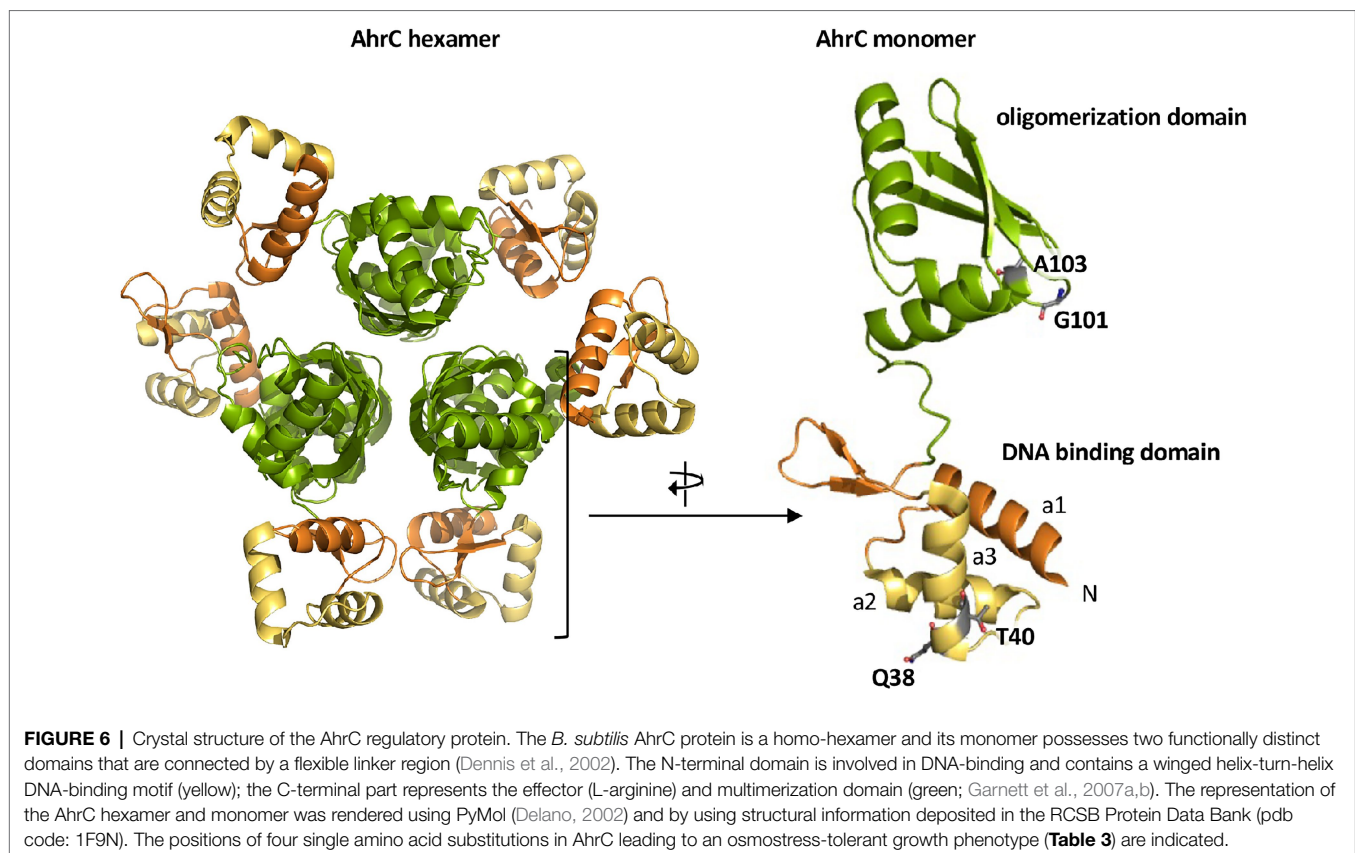 AhrC hexamer
AhrC monomer
oligomerization domain
A103
G101
DNA binding domain
a1
a3
a2
N
T40
Q38
FIGURE 6 | Crystal structure of the AhrC regulatory protein. The B. subtilis AhrC protein is a homo-hexamer and its monomer possesses two functionally distinct
domains that are connected by a flexible linker region (Dennis et al., 2002). The N-terminal domain is involved in DNA-binding and contains a winged helix-turn-helix
DNA-binding motif (yellow); the C-terminal part represents the effector (L-arginine) and multimerization domain (green; Garnett et al., 2007a,b). The representation of
the AhrC hexamer and monomer was rendered using PyMol (Delano, 2002) and by using structural information deposited in the RCSB Protein Data Bank (pdb
code: 1F9N). The positions of four single amino acid substitutions in AhrC leading to an osmostress-tolerant growth phenotype (Table 3) are indicated.